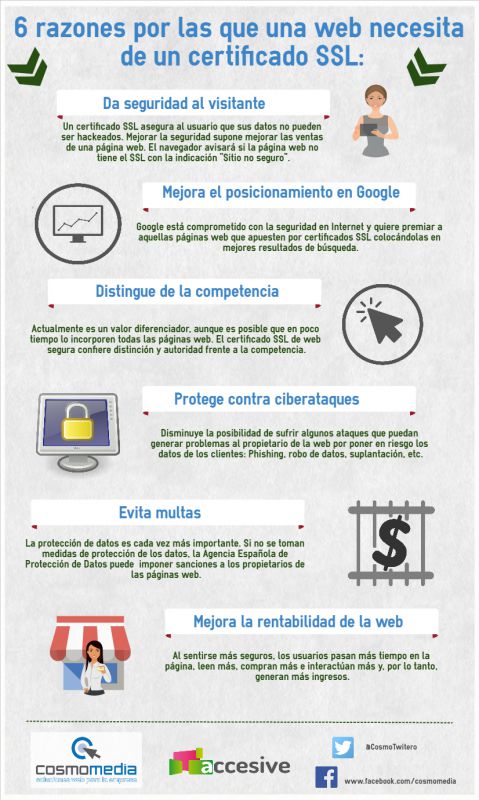 6 razones por las que una web necesita
de un certificado SSL:
Da seguridad al visitante
Un certificado SSL asegura al usuario que sus datos no pueden
ser hackeados. Mejorar la seguridad supone mejorar las ventas
de una página web. El navegador avisará si la página web no
tiene el SSL con la indicación "Sitio no seguro".
Mejora el posicionamiento en Google
Google está comprometido con la seguridad en Internet y quiere premiar a
aquellas páginas web que apuesten por certificados SSL colocándolas en
mejores resultados de búsqueda.
Distingue de la competencia
Actualmente es un valor diferenciador, aunque es posible que en poco
tiempo lo incorporen todas las páginas web. El certificado SSL de web
segura confiere distinción y autoridad frente a la competencia.
Protege contra ciberataques
Disminuye la posibilidad de sufrir algunos ataques que puedan
generar problemas al propietario de la web por poner en riesgo los
datos de los clientes: Phishing, robo de datos, suplantación, etc.
Evita multas
La protección de datos es cada vez más importante. Si no se toman
medidas de protección de los datos, la Agencia Española de
Protección de Datos puede imponer sanciones a los propietarios de
las páginas web.
$
Mejora la rentabilidad de la web
Al sentirse más seguros, los usuarios pasan más tiempo en la
página, leen más, compran más e interactúan más y, por lo tanto,
generan más ingresos.
cosmomedia
soluciones web para tu empresa
accesive
@CosmoTwitero
www.facebook.com/cosmomedia